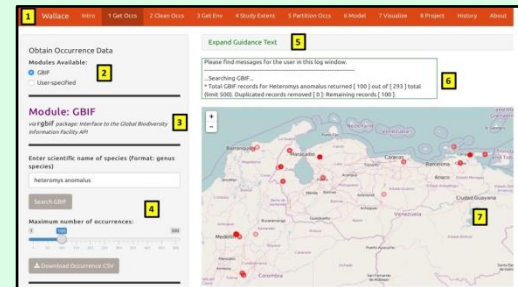 1 Wallace Intro 1 Get Occs 2 Clean Occs 3 Get Env 4 Study Extent 5 Partition Occs 6 Model 7 Visualize 8 Project History About
Obtain Occurrence Data
Modules Available:
GBIF
User-specified
2
Module: GBIF
3
via rgbif package: Interface to the Global Biodiversity
Information Facility API
Enter scientific name of species (format: genus
species)
heteromys anomalus
Search GBIF
4
Maximum number of occurrences:
1 100 500
Download Occurrence CSV
Expand Guidance Text
5
Please find messages for the user in this log window.
...Searching GBIF...
* Total GBIF records for Heteromys anomalus returned [ 100 ] out of [ 293 ] total
(limit 500). Duplicated records removed [ 0 ] Remaining records [ 100 ].
6
+
-
Barranquilla
Maracaibo
Caracas
Barcelona
Ciudad Guayana
7
Venezuela
Medellín
Colombia